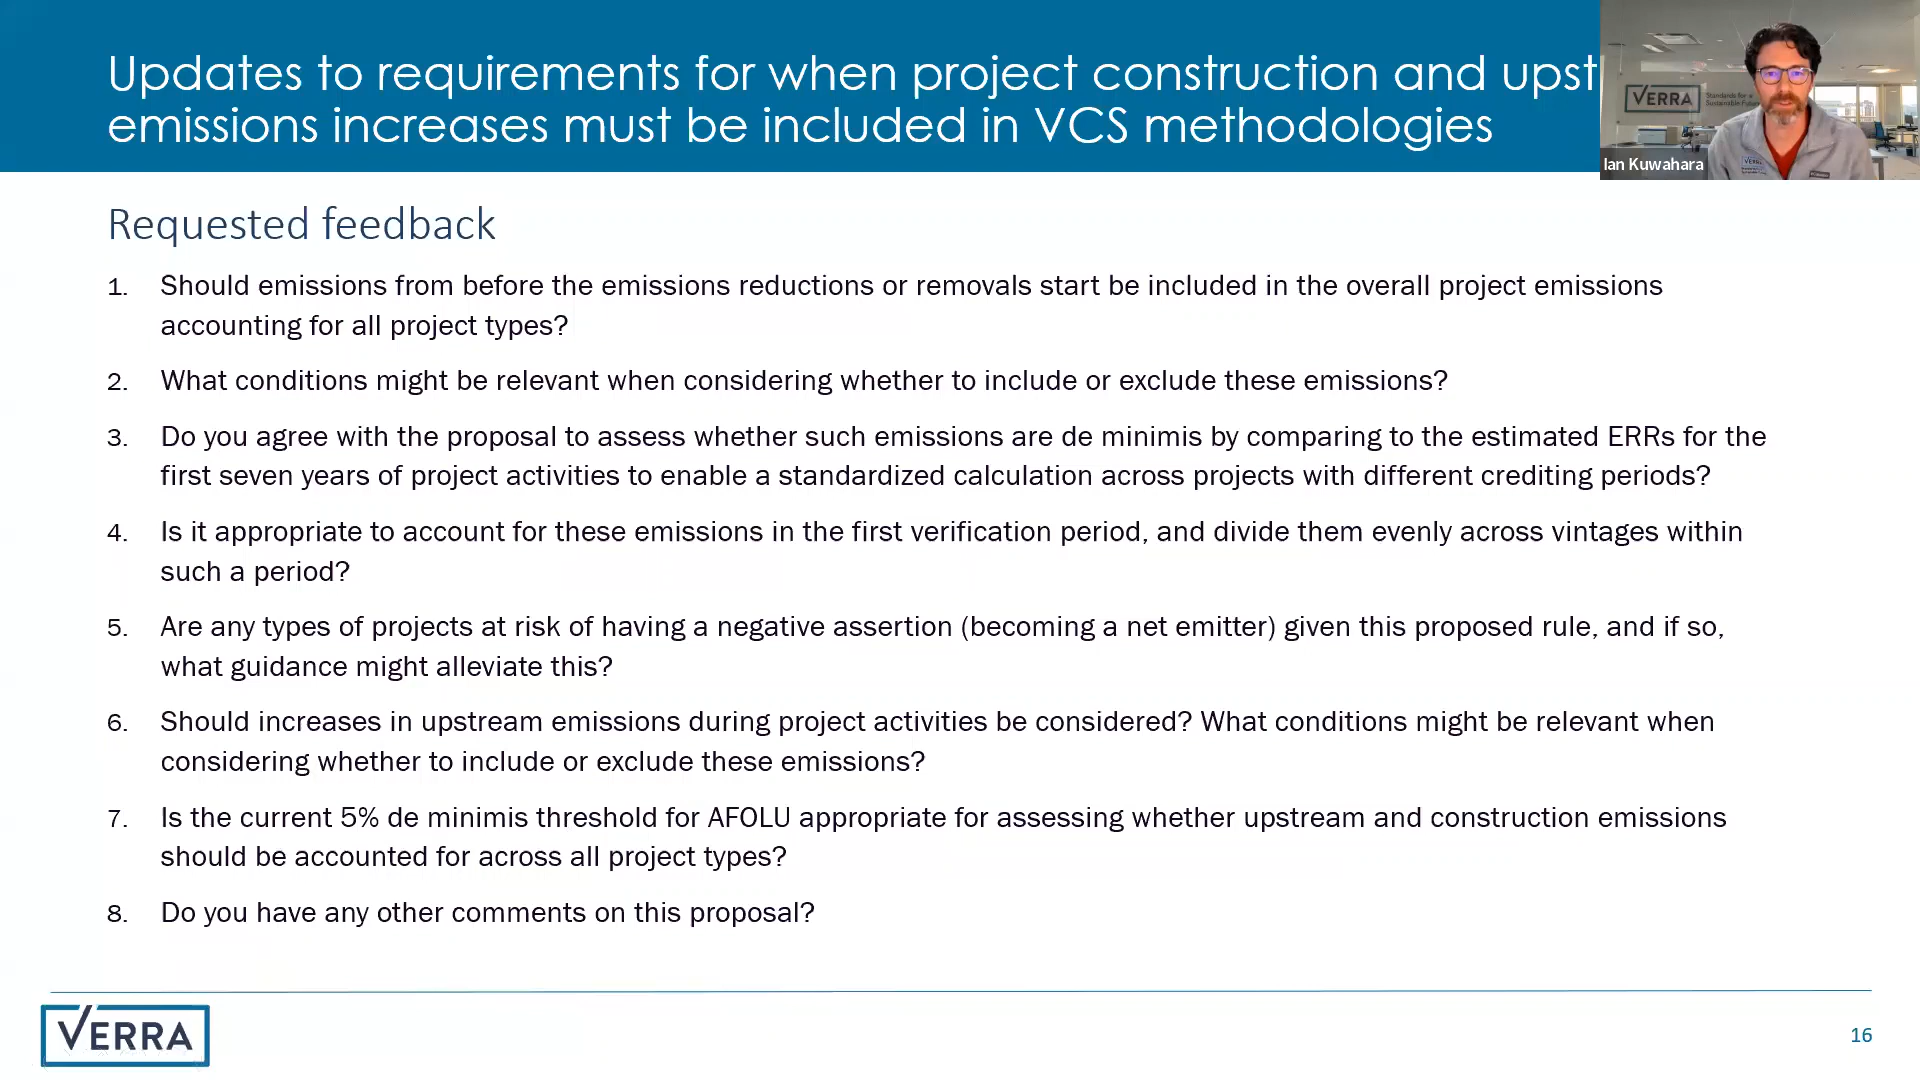 Updates to requirements for when project construction and upst
emissions increases must be included in VCS methodologies
VERRA
Standards for a
Sustainable Future
Ian Kuwahara
Requested feedback
1. Should emissions from before the emissions reductions or removals start be included in the overall project emissions
accounting for all project types?
2. What conditions might be relevant when considering whether to include or exclude these emissions?
3. Do you agree with the proposal to assess whether such emissions are de minimis by comparing to the estimated ERRs for the
first seven years of project activities to enable a standardized calculation across projects with different crediting periods?
4. Is it appropriate to account for these emissions in the first verification period, and divide them evenly across vintages within
such a period?
5. Are any types of projects at risk of having a negative assertion (becoming a net emitter) given this proposed rule, and if so,
what guidance might alleviate this?
6. Should increases in upstream emissions during project activities be considered? What conditions might be relevant when
considering whether to include or exclude these emissions?
7. Is the current 5% de minimis threshold for AFOLU appropriate for assessing whether upstream and construction emissions
should be accounted for across all project types?
8. Do you have any other comments on this proposal?
VERRA
16